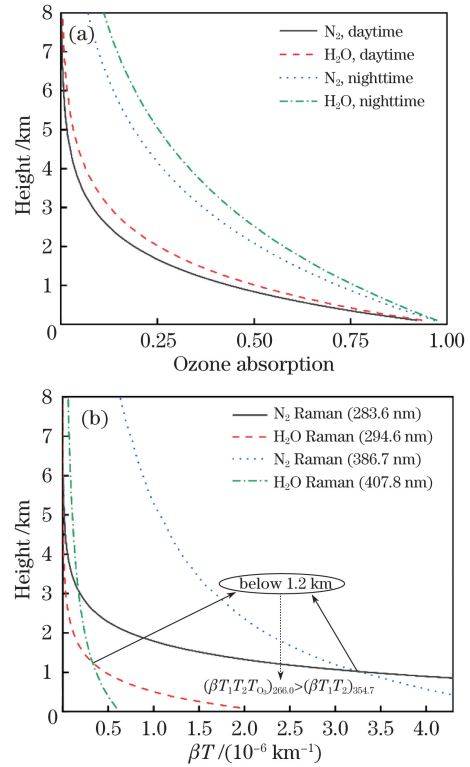 (a)
N₂, daytime
H₂O, daytime
N₂, nighttime
H₂O, nighttime
Height /km
8
7
6
5
4
3
2
1
0
0.25 0.50 0.75 1.00
Ozone absorption
(b)
N₂ Raman (283.6 nm)
H₂O Raman (294.6 nm)
N₂ Raman (386.7 nm)
H₂O Raman (407.8 nm)
Height /km
8
7
6
5
4
3
2
1
0
below 1.2 km
(βT₁T₂T_O₃)₂₆₆.₀>(βT₁T₂)₃₅₄.₇
0.5 1.0 1.5 2.0 2.5 3.0 3.5 4.0
βT /(10⁻⁶ km⁻¹)